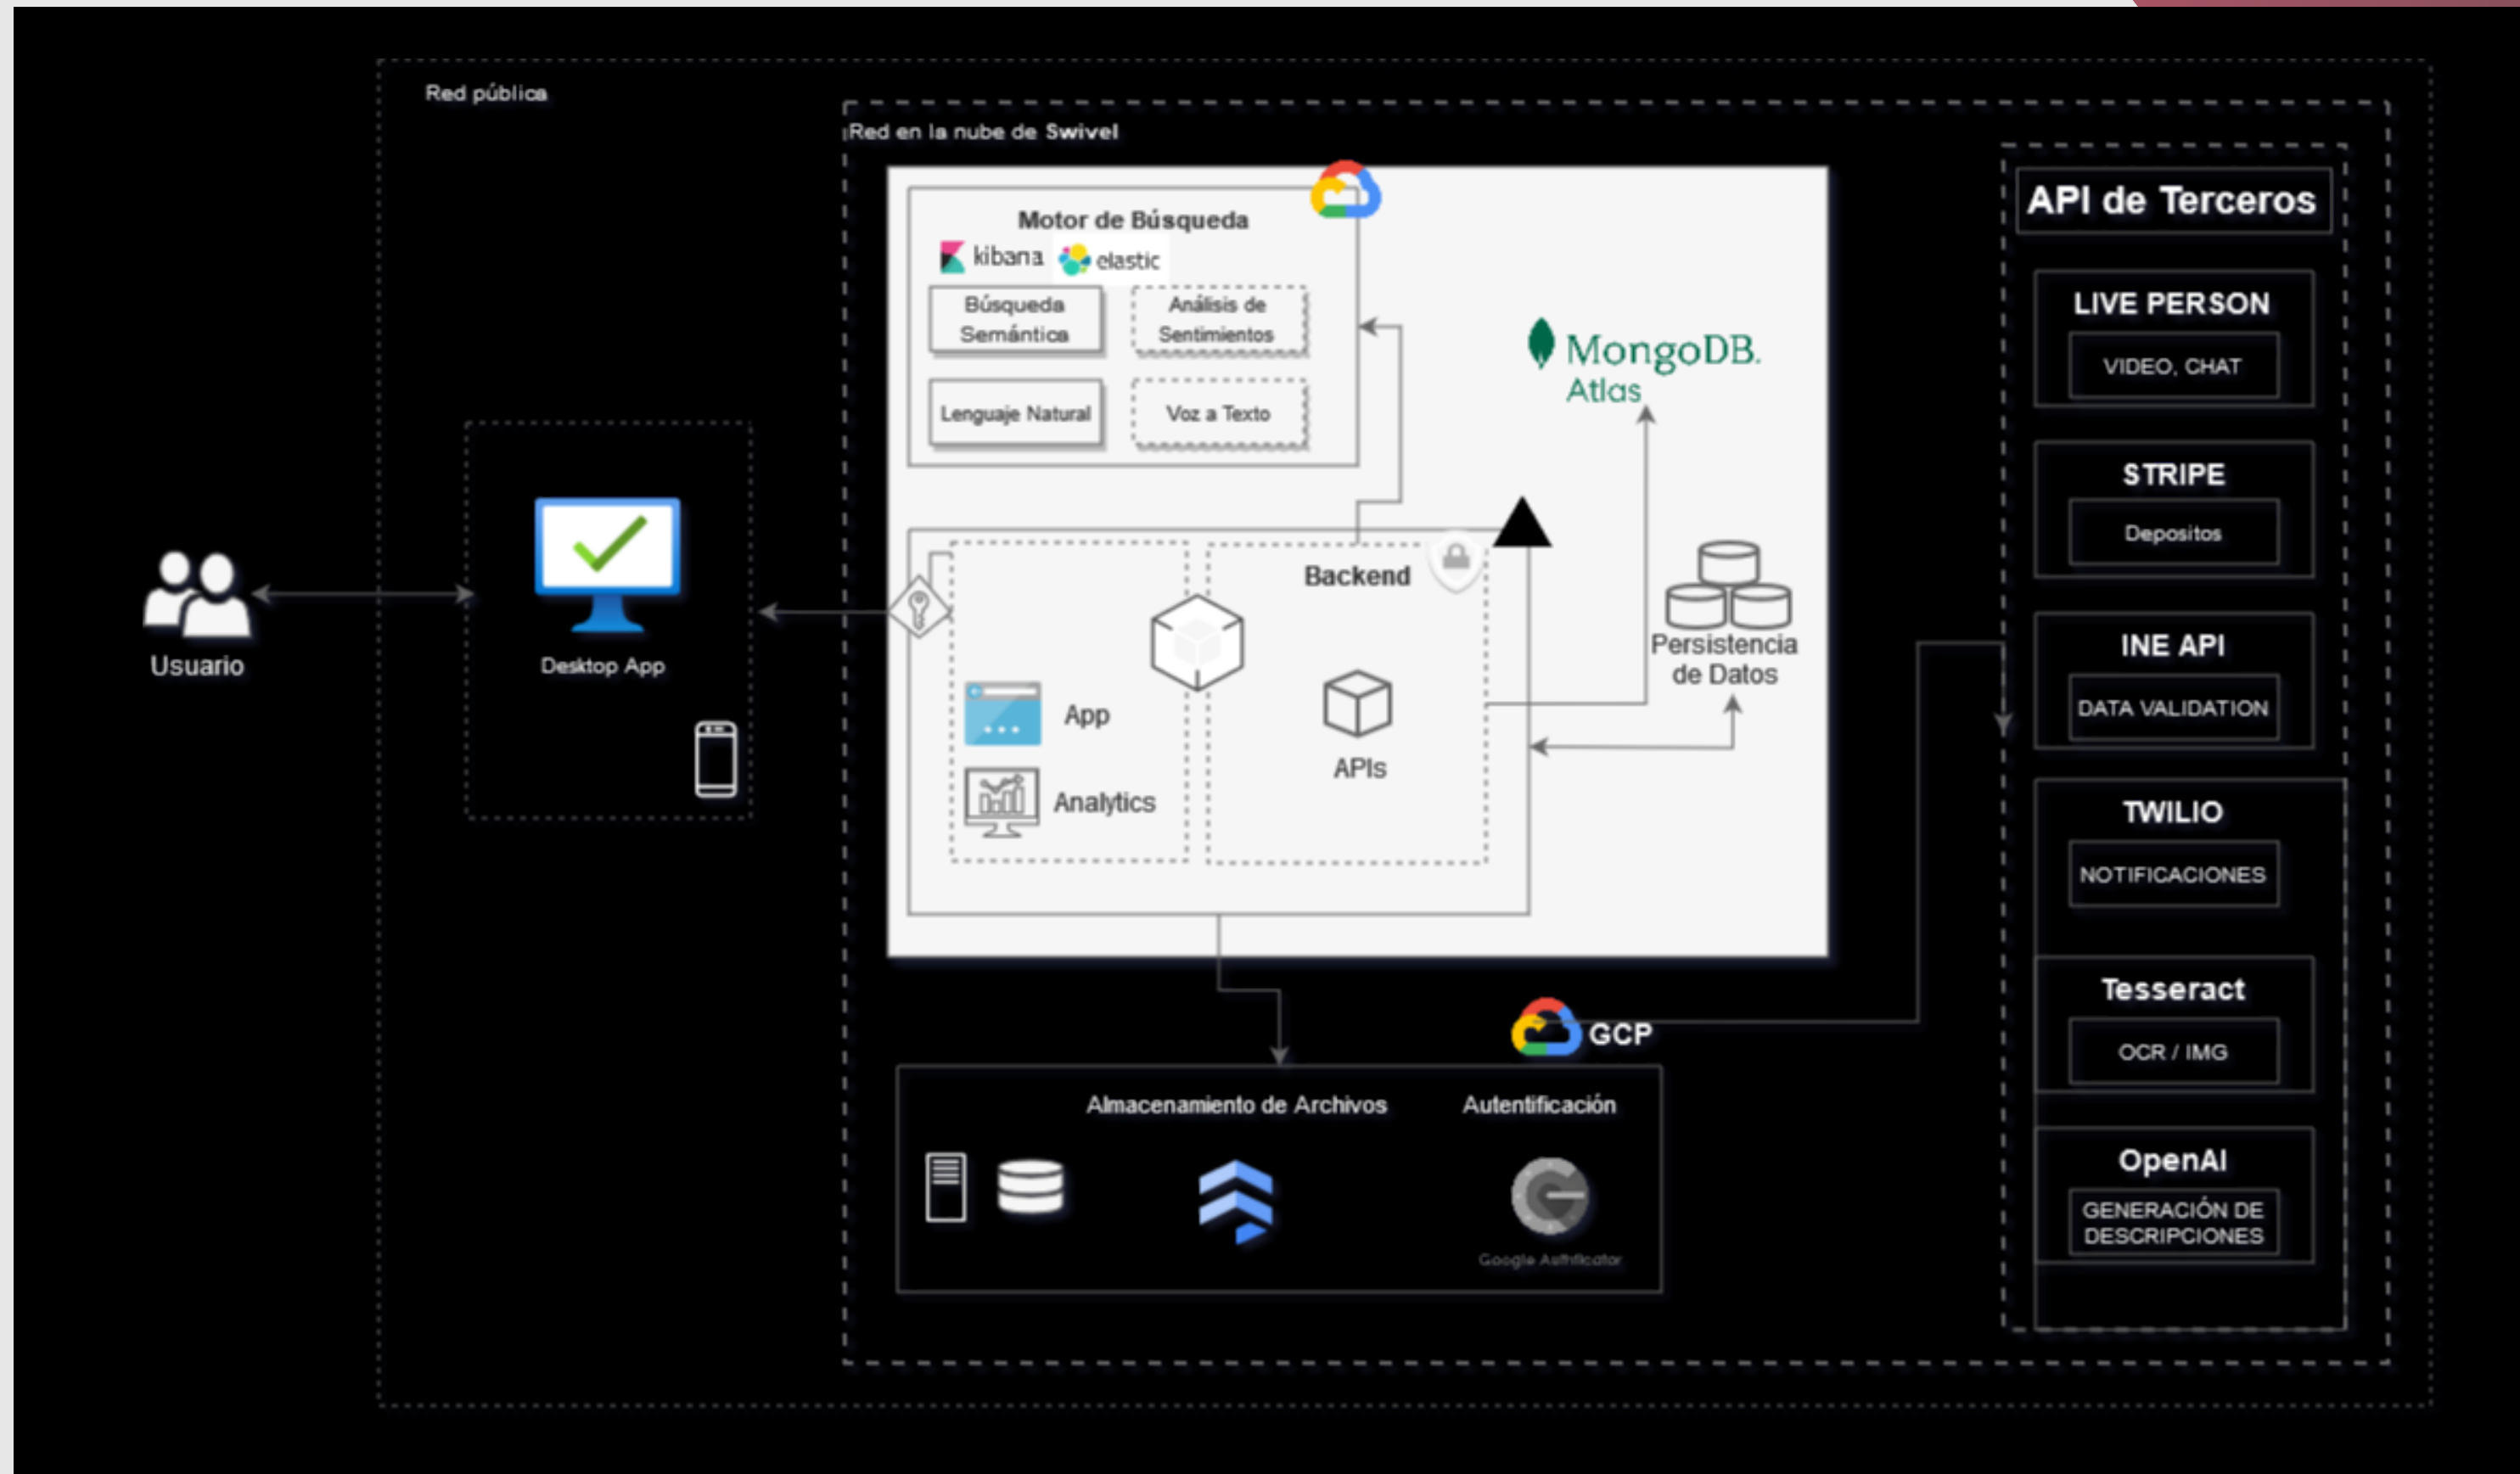 Red pública
Red en la nube de Swivel
Usuario
Desktop App
Motor de Búsqueda
kibana
elastic
Búsqueda
Semántica
Análisis de
Sentimientos
Lenguaje Natural
Voz a Texto
MongoDB.
Atlas
Backend
App
Analytics
APIs
Persistencia
de Datos
GCP
Almacenamiento de Archivos
Autentificación
Google
API de Terceros
LIVE PERSON
VIDEO, CHAT
STRIPE
Depositos
INE API
DATA VALIDATION
TWILIO
NOTIFICACIONES
Tesseract
OCR / IMG
OpenAI
GENERACIÓN DE
DESCRIPCIONES